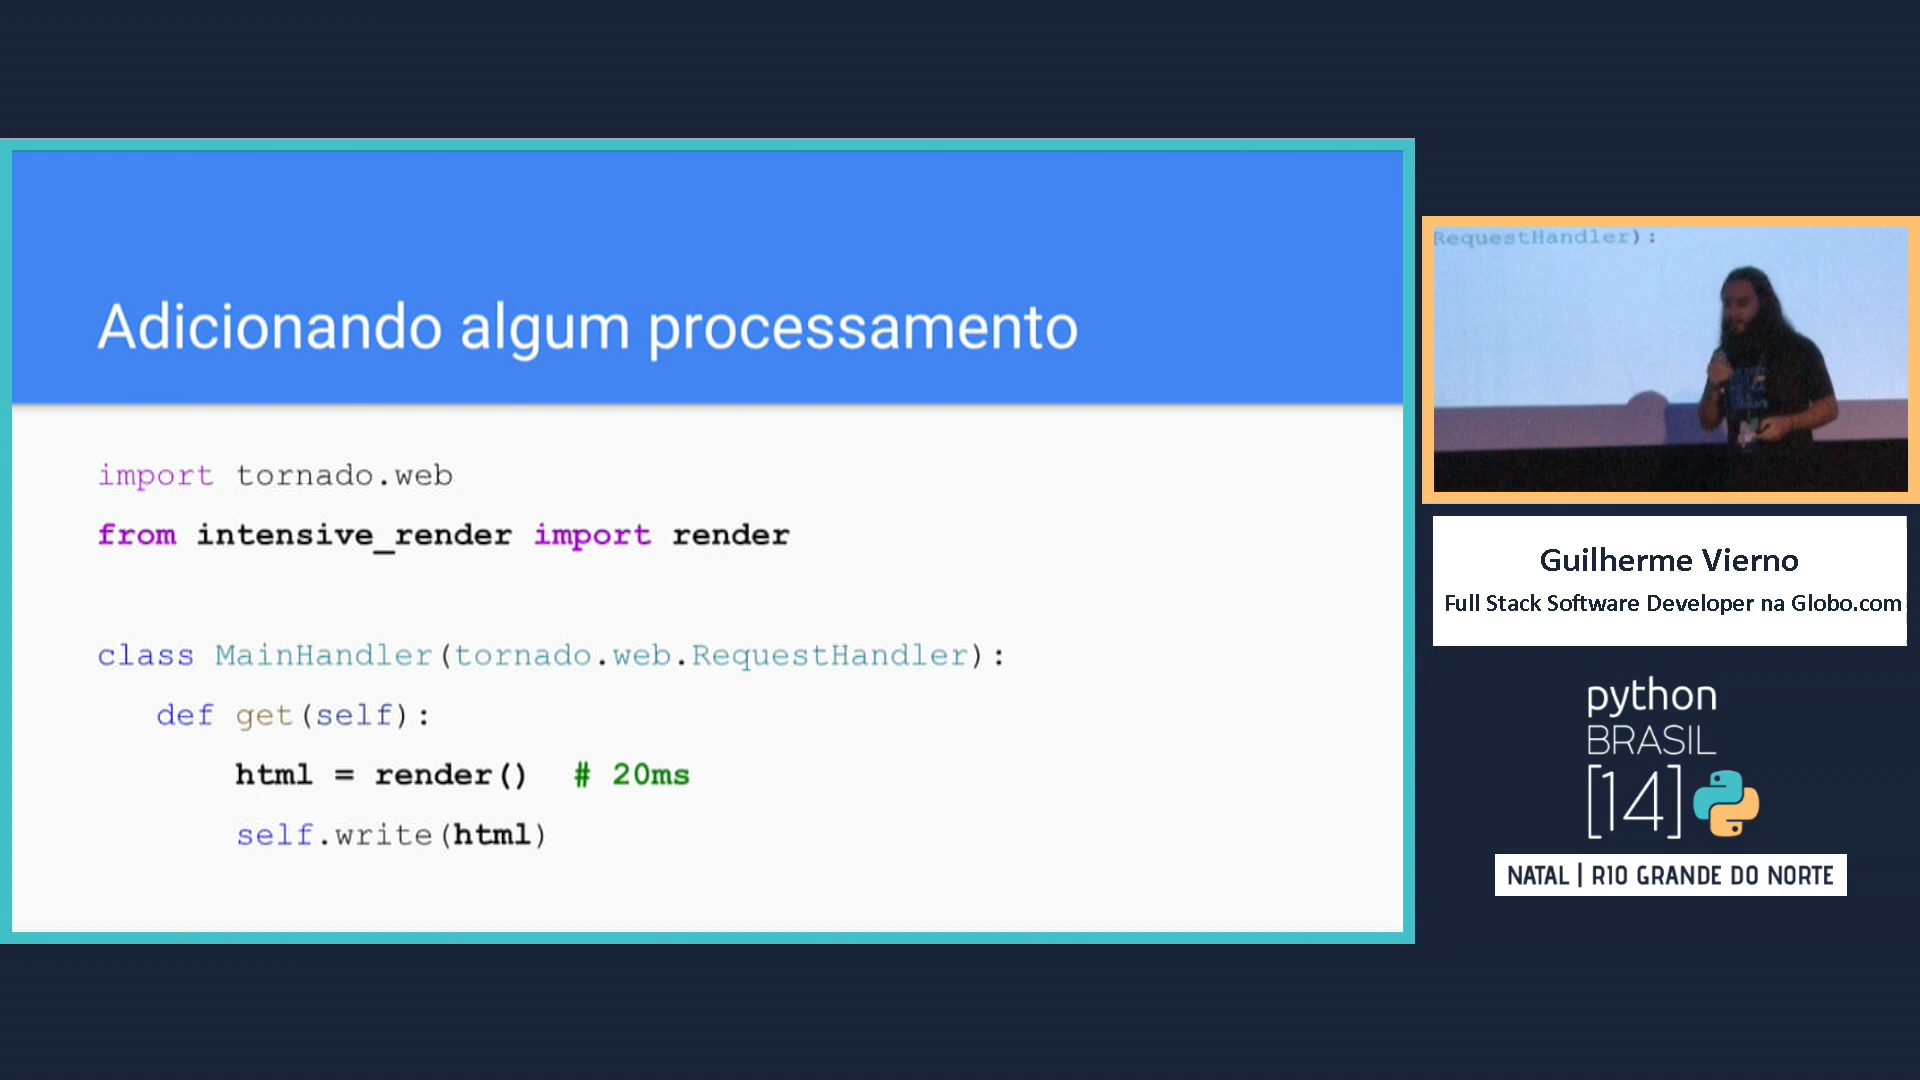 Adicionando algum processamento
import tornado.web
from intensive_render import render
class MainHandler(tornado.web.RequestHandler):
def get(self):
html = render()  # 20ms
self.write(html)
RequestHandler):
Guilherme Vierno
Full Stack Software Developer na Globo.com
python
BRASIL
[14]
NATAL | RIO GRANDE DO NORTE